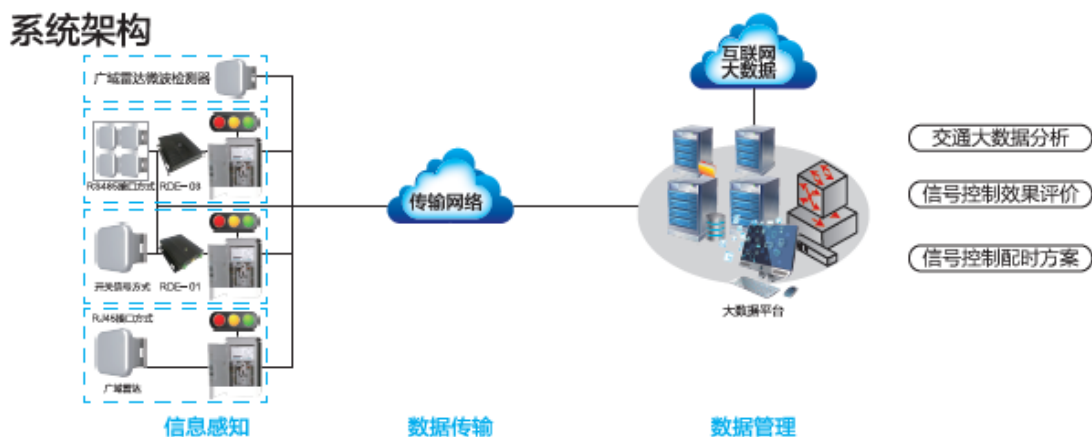 系统架构
广域雷达微波检测器
RS485接口方式
RDE-03
开关信号方式
RDE-01
RJ45接口方式
广域雷达
传输网络
互联网
大数据
大数据平台
交通大数据分析
信号控制效果评价
信号控制配时方案
信息感知
数据传输
数据管理